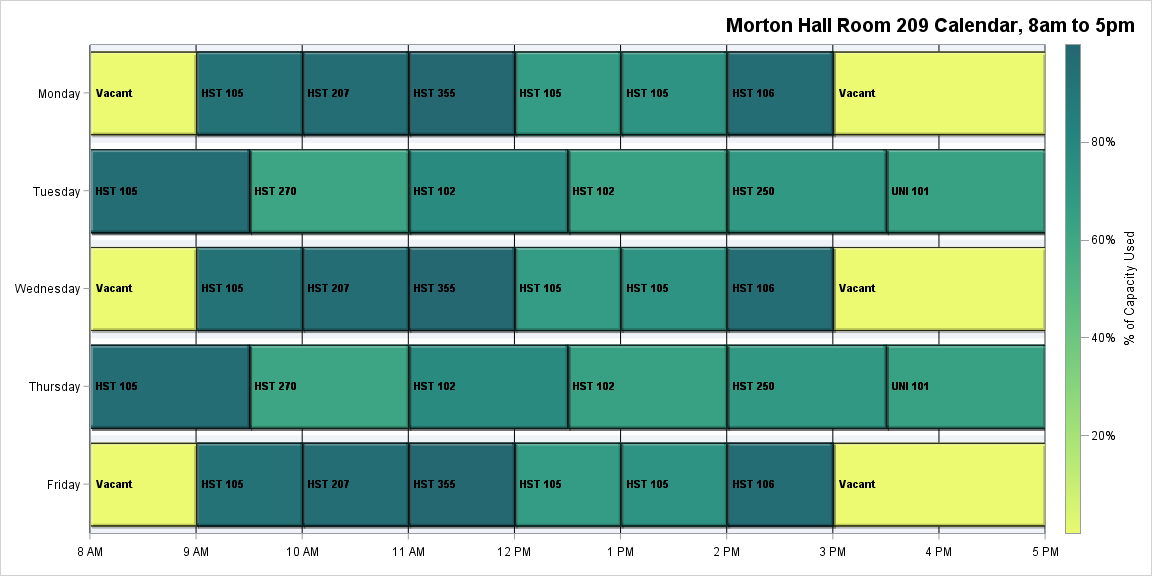 Morton Hall Room 209 Calendar, 8am to 5pm
Monday Vacant HST 105 HST 207 HST 355 HST 105 HST 105 HST 106 Vacant
Tuesday HST 105 HST 270 HST 102 HST 102 HST 250 UNI 101
Wednesday Vacant HST 105 HST 207 HST 355 HST 105 HST 105 HST 106 Vacant
Thursday HST 105 HST 270 HST 102 HST 102 HST 250 UNI 101
Friday Vacant HST 105 HST 207 HST 355 HST 105 HST 105 HST 106 Vacant
8 AM 9 AM 10 AM 11 AM 12 PM 1 PM 2 PM 3 PM 4 PM 5 PM
80%
60%
40%
20%
% of Capacity Used